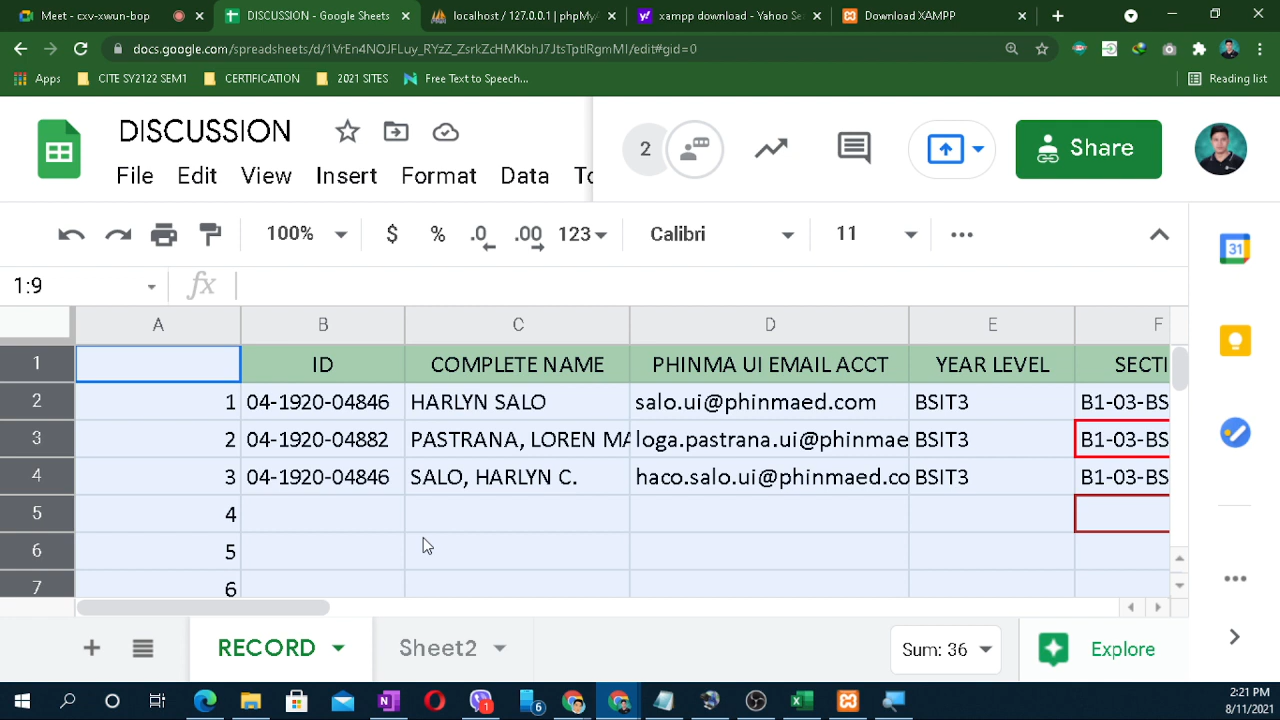 Meet - cxv-xwun-bop
DISCUSSION - Google Sheets
localhost / 127.0.0.1 | phpMyA
xampp download - Yahoo Se
Download XAMPP
docs.google.com/spreadsheets/d/1VrEn4NOJFLuy_RYzZ_ZsrkZcHMKbhJ7JtsTptlRgmMI/edit#gid=0
Apps
CITE SY2122 SEM1
CERTIFICATION
2021 SITES
Free Text to Speech...
Reading list
DISCUSSION
2
Share
File Edit View Insert Format Data To
100% $ % .0 .00 123 Calibri 11
1:9
fx
A B C D E F
1 ID COMPLETE NAME PHINMA UI EMAIL ACCT YEAR LEVEL SECTI
2 1 04-1920-04846 HARLYN SALO salo.ui@phinmaed.com BSIT3 B1-03-BS
3 2 04-1920-04882 PASTRANA, LOREN MA loga.pastrana.ui@phinmae BSIT3 B1-03-BS
4 3 04-1920-04846 SALO, HARLYN C. haco.salo.ui@phinmaed.co BSIT3 B1-03-BS
5 4
6 5
7 6
31
RECORD
Sheet2
Sum: 36
Explore
1
6
2:21 PM
8/11/2021